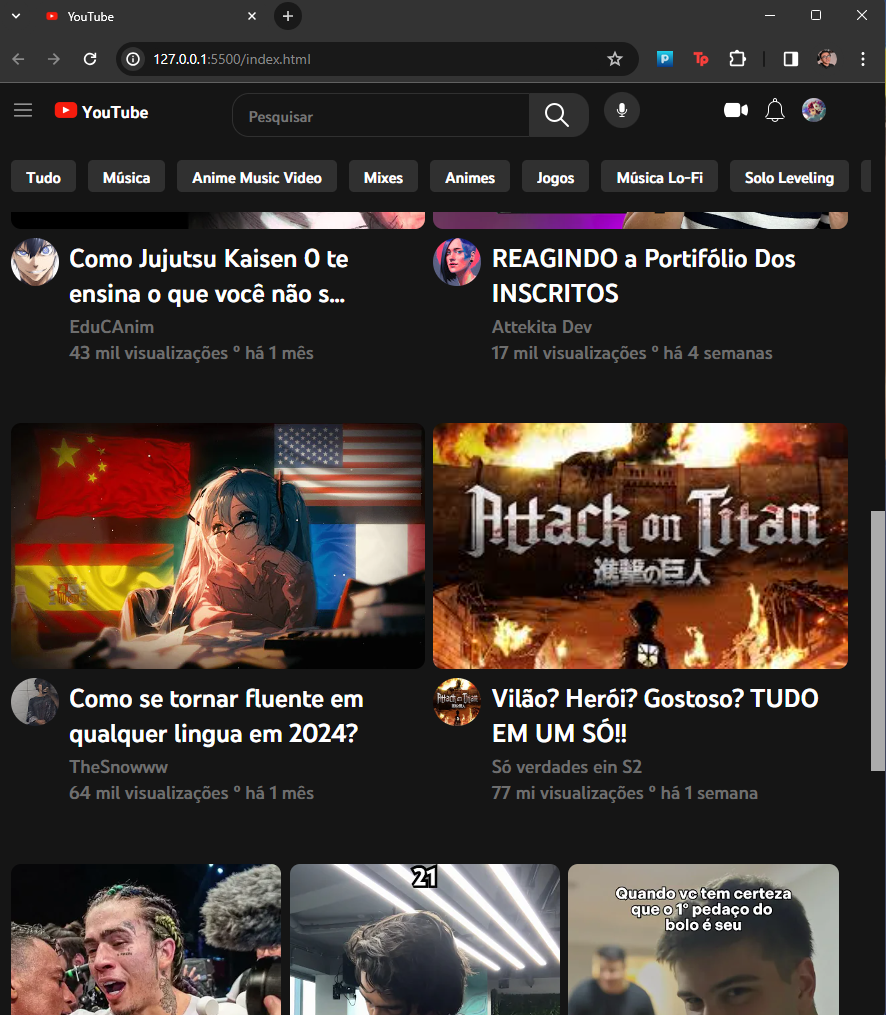 YouTube
127.0.0.1:5500/index.html
P
Tp
YouTube
Pesquisar
Tudo
Música
Anime Music Video
Mixes
Animes
Jogos
Música Lo-Fi
Solo Leveling
Como Jujutsu Kaisen 0 te
ensina o que você não s...
EduCAnim
43 mil visualizações º há 1 mês
REAGINDO a Portifólio Dos
INSCRITOS
Attekita Dev
17 mil visualizações º há 4 semanas
Attack on Titan
進撃の巨人
Como se tornar fluente em
qualquer lingua em 2024?
TheSnowww
64 mil visualizações º há 1 mês
Attack on Titan
Vilão? Herói? Gostoso? TUDO
EM UM SÓ!!
Só verdades ein S2
77 mi visualizações º há 1 semana
21
Quando vc tem certeza
que o 1º pedaço do
bolo é seu